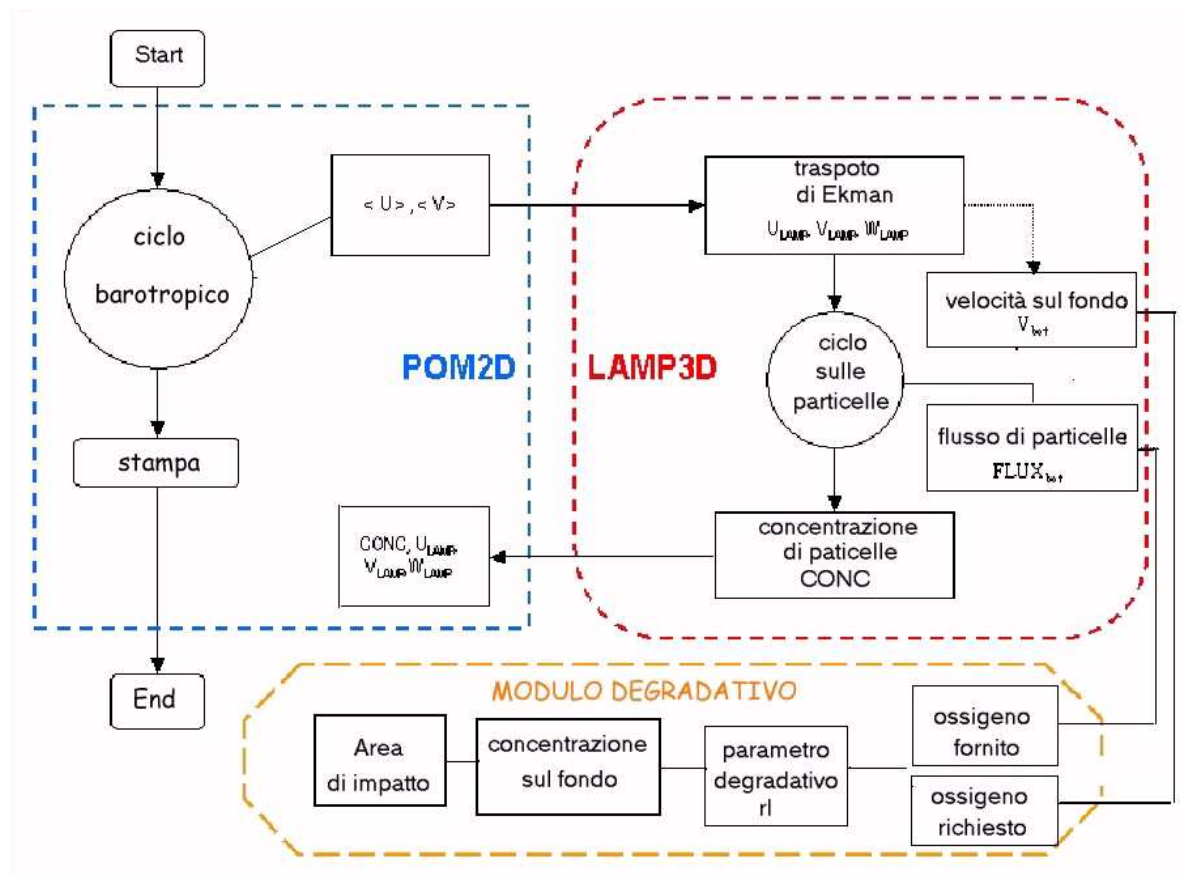 Start
ciclo
barotropico
< U> , < V>
stampa
POM2D
CONC, U_LAMP,
V_LAMP, W_LAMP
End
LAMP3D
traspoto
di Ekman
U_LAMP, V_LAMP, W_LAMP
velocità sul fondo
V_bot
ciclo
sulle
particelle
flusso di particelle
FLUX_bot
concentrazione
di paticelle
CONC
MODULO DEGRADATIVO
Area
di impatto
concentrazione
sul fondo
parametro
degradativo
rl
ossigeno
fornito
ossigeno
richiesto